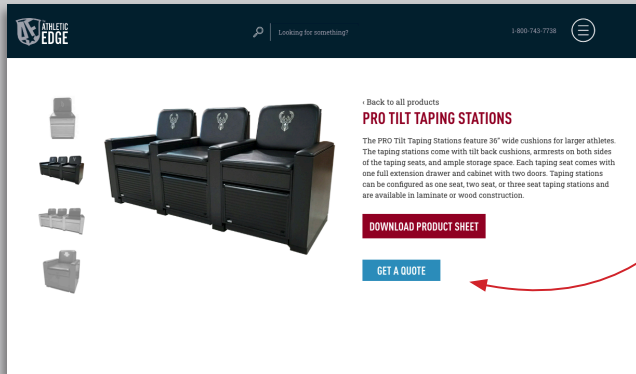 ATHLETIC
EDGE
Looking for something?
1-800-743-7738
‹ Back to all products
PRO TILT TAPING STATIONS
The PRO Tilt Taping Stations feature 36" wide cushions for larger athletes.
The taping stations come with tilt back cushions, armrests on both sides
of the taping seats, and ample storage space. Each taping seat comes with
one full extension drawer and cabinet with two doors. Taping stations
can be configured as one seat, two seat, or three seat taping stations and
are available in laminate or wood construction.
DOWNLOAD PRODUCT SHEET
GET A QUOTE